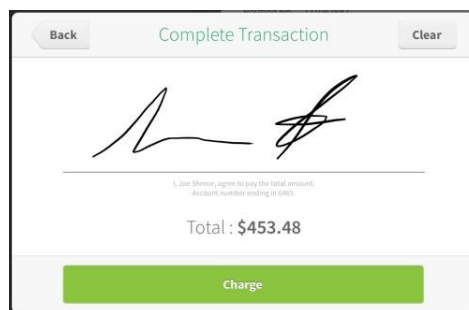 Back
Complete Transaction
Clear
I, Joe Shmoe, agree to pay the total amount.
Account number ending in 6465.
Total : $453.48
Charge